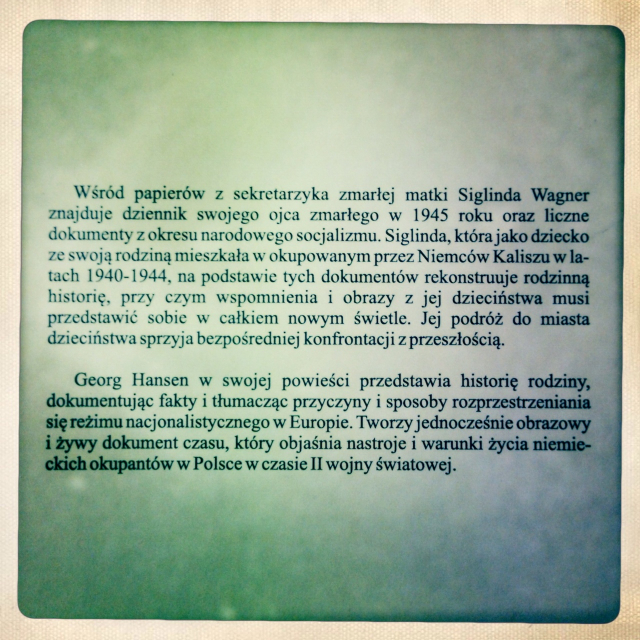 Wśród papierów z sekretarzyka zmarłej matki Siglinda Wagner
znajduje dziennik swojego ojca zmarłego w 1945 roku oraz liczne
dokumenty z okresu narodowego socjalizmu. Siglinda, która jako dziecko
ze swoją rodziną mieszkała w okupowanym przez Niemców Kaliszu w la-
tach 1940-1944, na podstawie tych dokumentów rekonstruuje rodzinną
historię, przy czym wspomnienia i obrazy z jej dzieciństwa musi
przedstawić sobie w całkiem nowym świetle. Jej podróż do miasta
dzieciństwa sprzyja bezpośredniej konfrontacji z przeszłością.
Georg Hansen w swojej powieści przedstawia historię rodziny,
dokumentując fakty i tłumacząc przyczyny i sposoby rozprzestrzeniania
się reżimu nacjonalistycznego w Europie. Tworzy jednocześnie obrazowy
i żywy dokument czasu, który objaśnia nastroje i warunki życia niemie-
ckich okupantów w Polsce w czasie II wojny światowej.